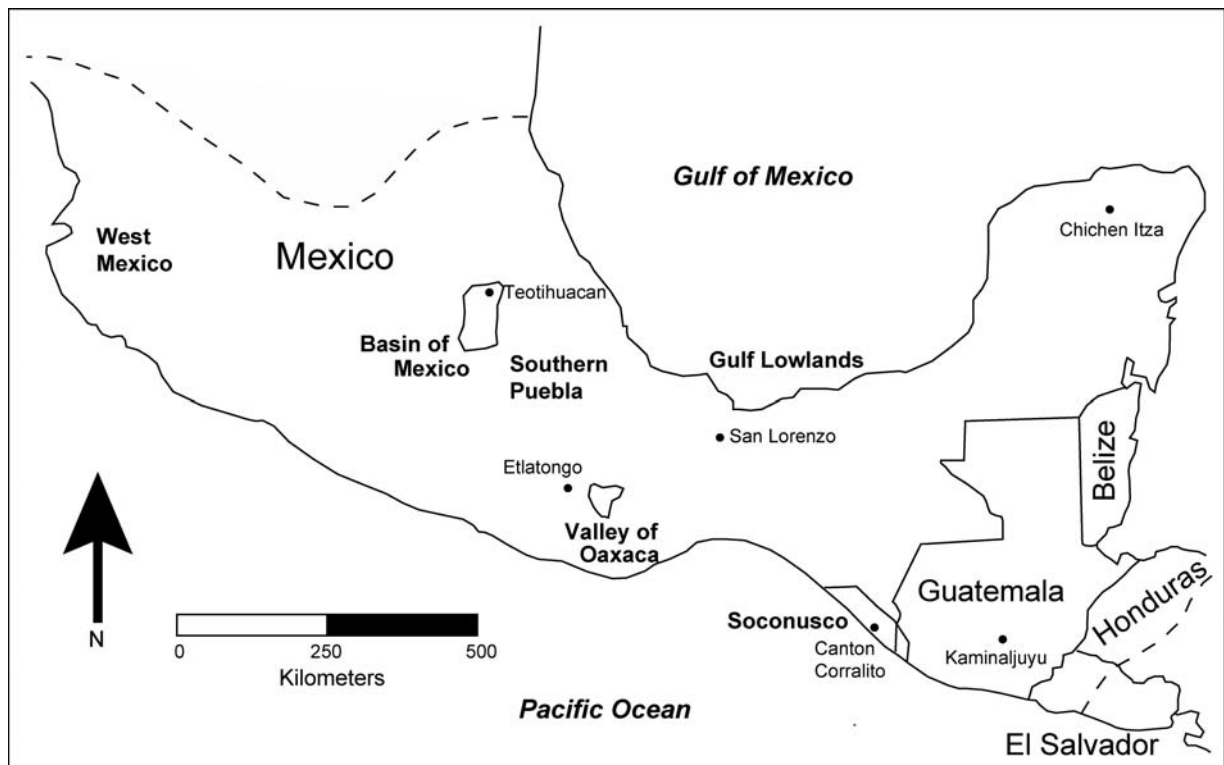 Gulf of Mexico
Chichen Itza
West
Mexico
Mexico
Teotihuacan
Basin of
Mexico
Southern
Puebla
Gulf Lowlands
San Lorenzo
Etlatongo
Valley of
Oaxaca
Belize
Guatemala
Honduras
Soconusco
Canton
Corralito
Kaminaljuyu
N
0
250
500
Kilometers
Pacific Ocean
El Salvador